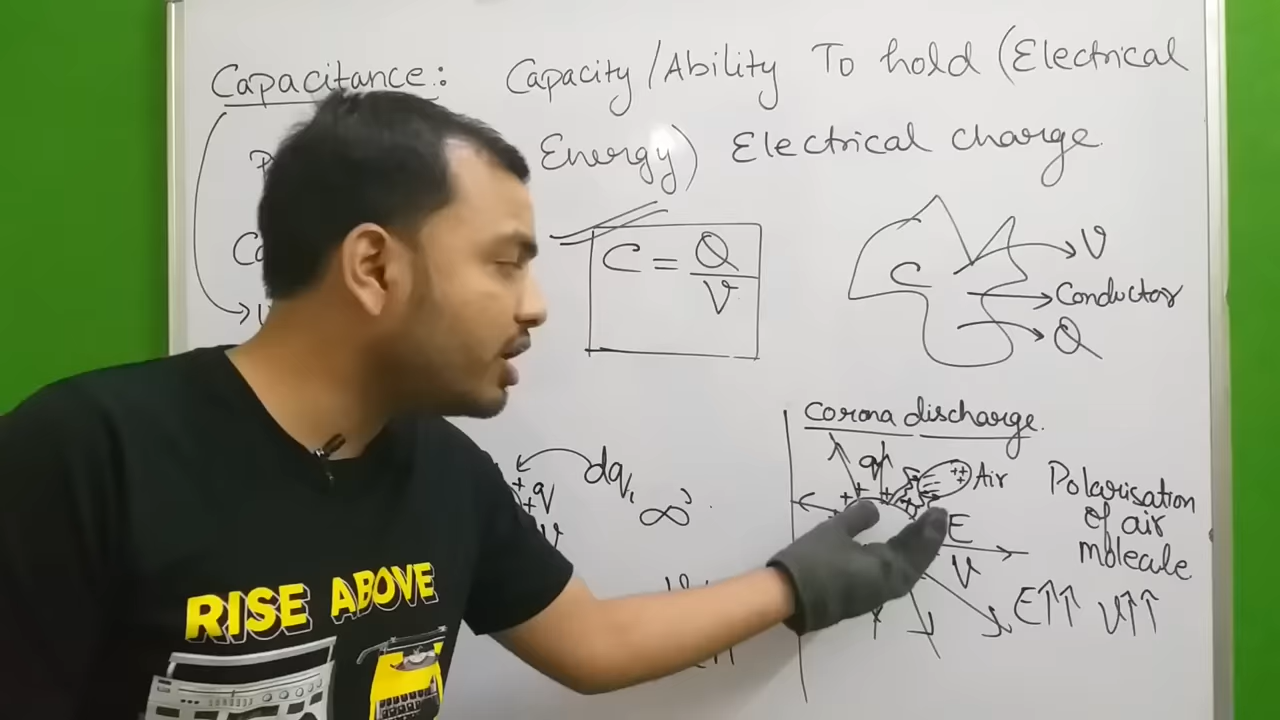 Capacitance: Capacity/Ability To hold (Electrical
Energy) Electrical charge.
C = Q
V
C
V
Conductor
Q
+q
dq,
∞
Corona discharge.
q
++
Air
Polarisation
of air
molecule
E
V
E↑↑ V↑↑
RISE ABOVE